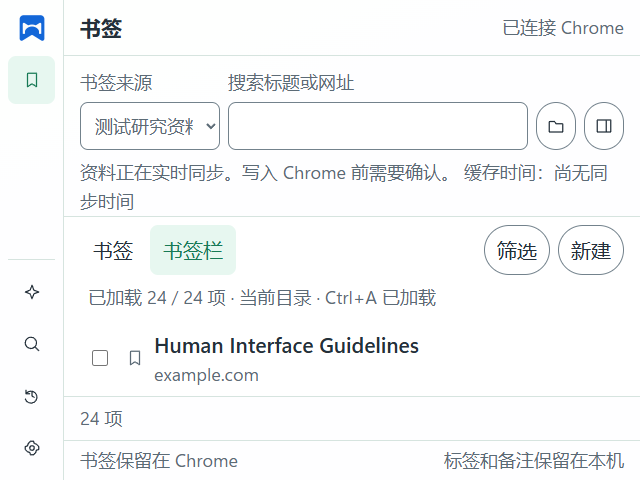 书签
已连接 Chrome
书签来源
搜索标题或网址
测试研究资料
资料正在实时同步。写入 Chrome 前需要确认。 缓存时间：尚无同
步时间
书签
书签栏
筛选
新建
已加载 24 / 24 项 · 当前目录 · Ctrl+A 已加载
Human Interface Guidelines
example.com
24 项
书签保留在 Chrome
标签和备注保留在本机